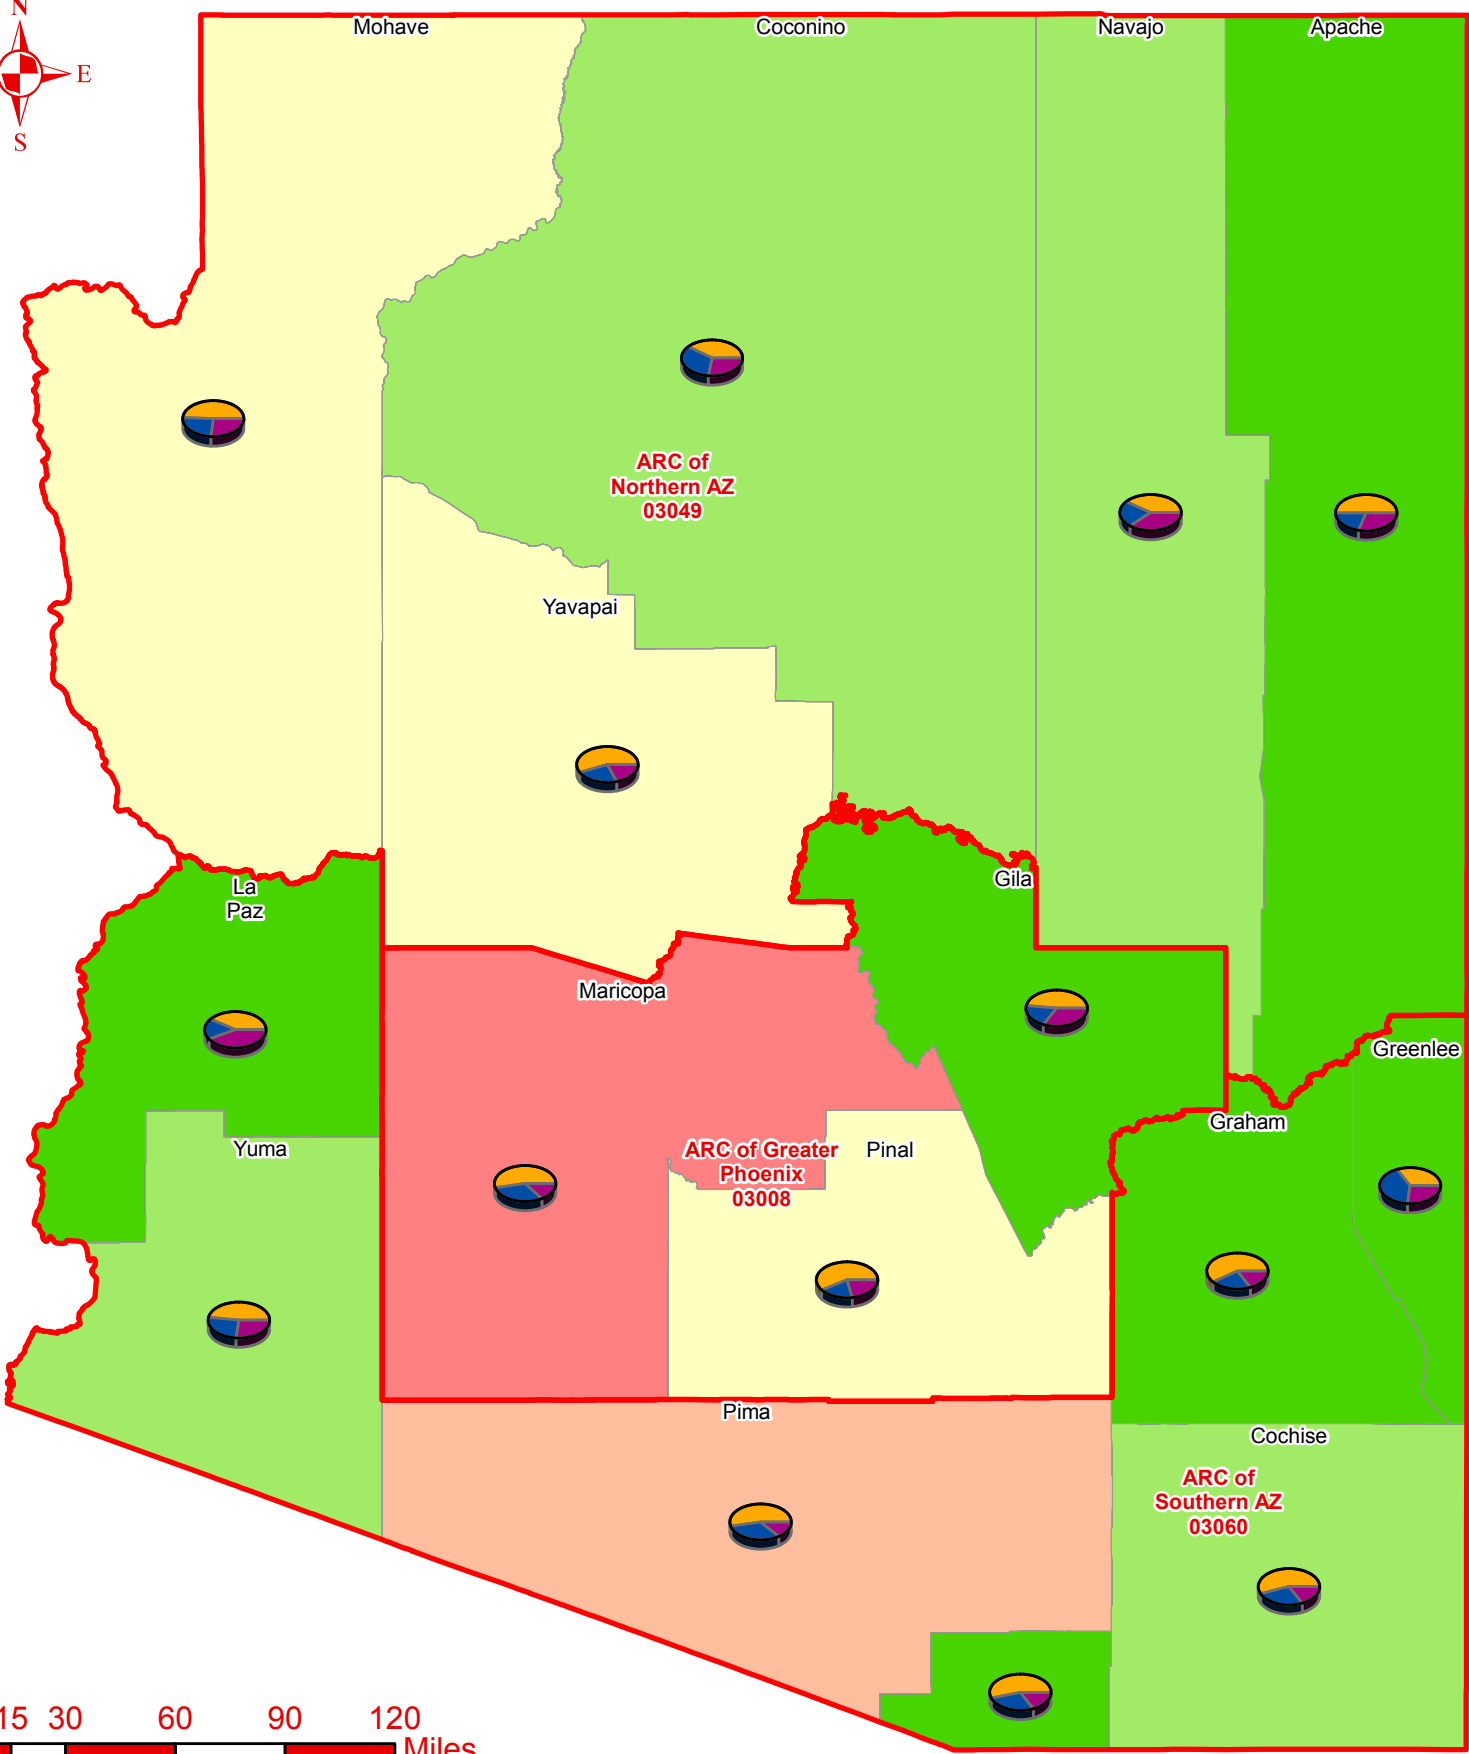 N
E
S
Mohave
Coconino
Navajo
Apache
ARC of
Northern AZ
03049
Yavapai
Gila
La
Paz
Maricopa
Greenlee
Graham
Yuma
ARC of Greater
Phoenix
03008
Pinal
Pima
Cochise
ARC of
Southern AZ
03060
15 30 60 90 120
Miles